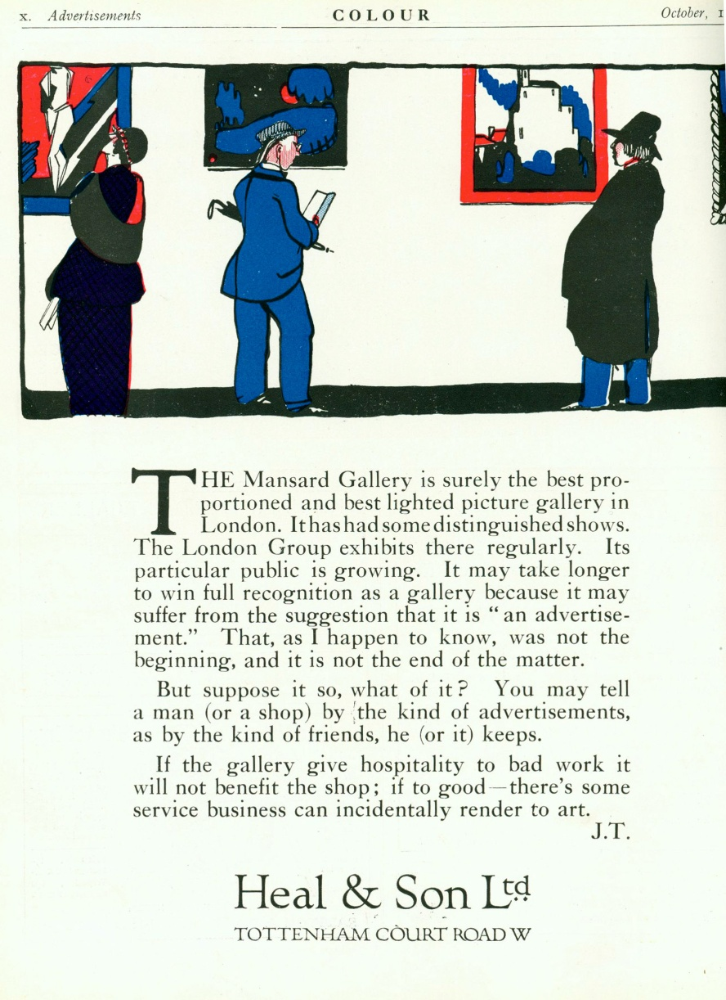 x. Advertisements COLOUR October, 1
THE Mansard Gallery is surely the best pro-
portioned and best lighted picture gallery in
London. It has had some distinguished shows.
The London Group exhibits there regularly. Its
particular public is growing. It may take longer
to win full recognition as a gallery because it may
suffer from the suggestion that it is “an advertise-
ment.” That, as I happen to know, was not the
beginning, and it is not the end of the matter.
But suppose it so, what of it? You may tell
a man (or a shop) by the kind of advertisements,
as by the kind of friends, he (or it) keeps.
If the gallery give hospitality to bad work it
will not benefit the shop; if to good—there's some
service business can incidentally render to art.
J.T.
Heal & Son Ltd
TOTTENHAM COURT ROAD W